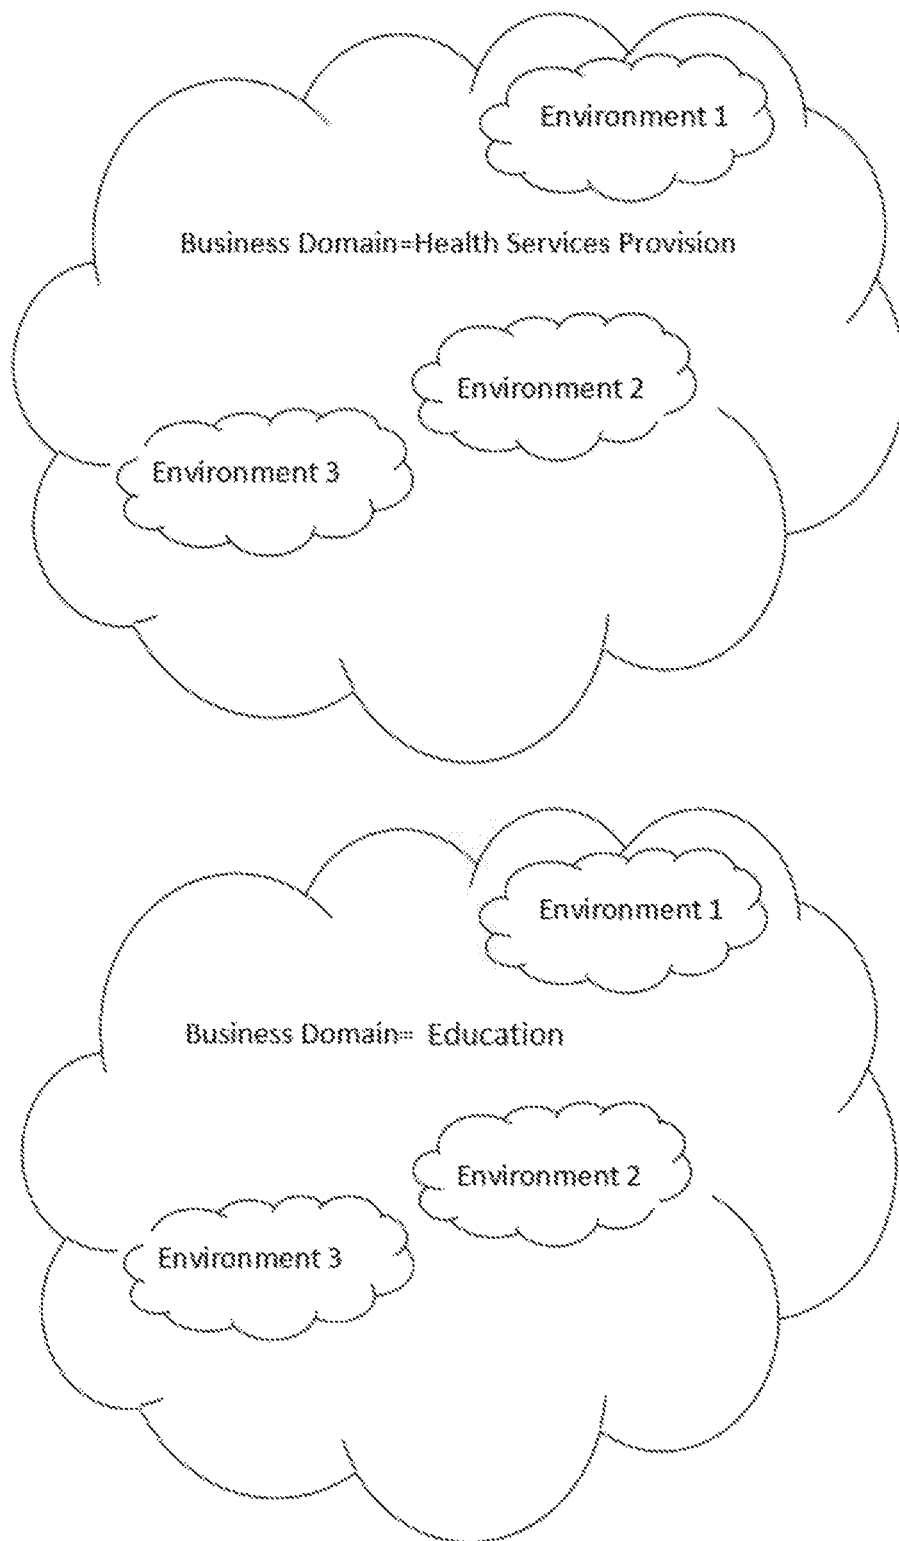 Environment 1
Business Domain=Health Services Provision
Environment 2
Environment 3
Environment 1
Business Domain= Education
Environment 2
Environment 3